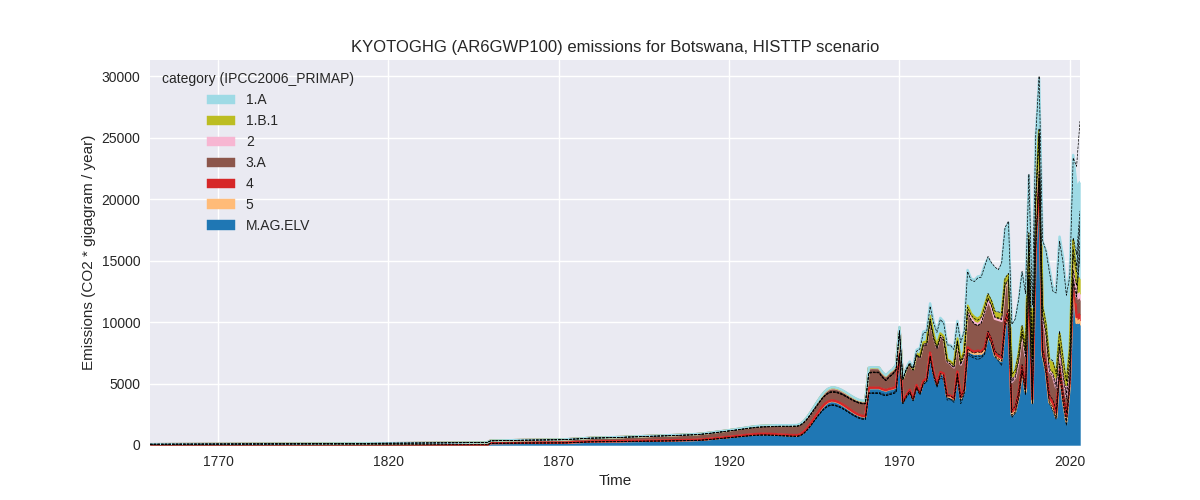 KYOTOGHG (AR6GWP100) emissions for Botswana, HISTTP scenario
Emissions (CO2 * gigagram / year)
30000
25000
20000
15000
10000
5000
0
category (IPCC2006_PRIMAP)
1.A
1.B.1
2
3.A
4
5
M.AG.ELV
1770
1820
1870
1920
1970
2020
Time